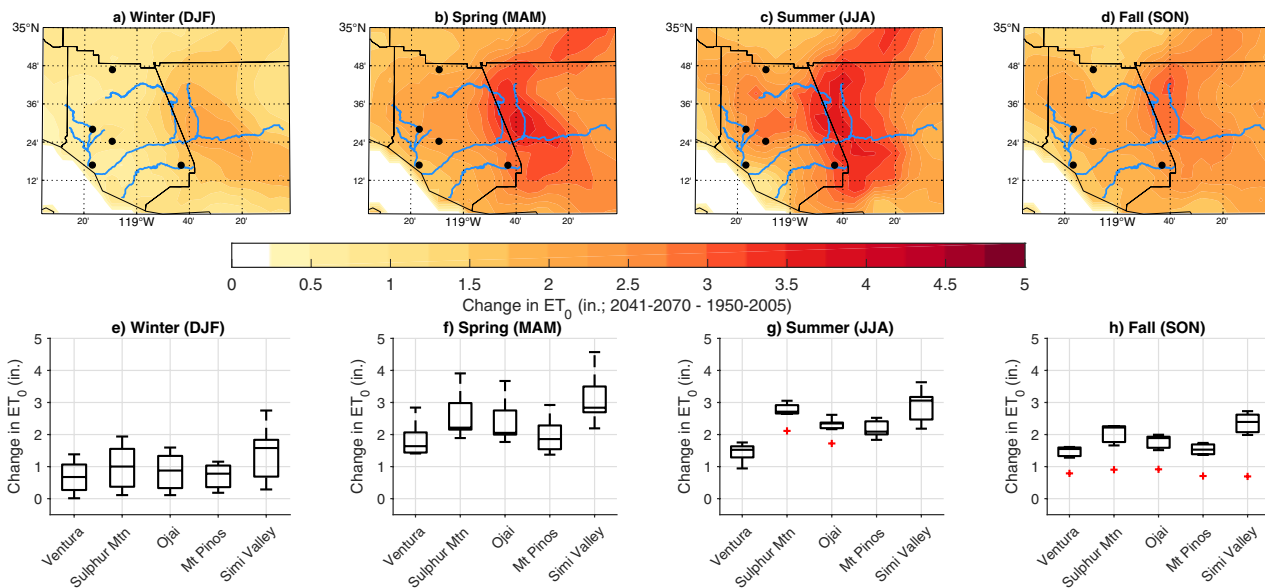 a) Winter (DJF)
b) Spring (MAM)
c) Summer (JJA)
d) Fall (SON)
35°N
48'
36'
24'
12'
20'
119°W
40'
20'
35°N
48'
36'
24'
12'
20'
119°W
40'
20'
35°N
48'
36'
24'
12'
20'
119°W
40'
20'
35°N
48'
36'
24'
12'
20'
119°W
40'
20'
0 0.5 1 1.5 2 2.5 3 3.5 4 4.5 5
Change in ET0 (in.; 2041-2070 - 1950-2005)
e) Winter (DJF)
Change in ET0 (in.)
5
4
3
2
1
0
Ventura
Sulphur Mtn
Ojai
Mt Pinos
Simi Valley
f) Spring (MAM)
Change in ET0 (in.)
5
4
3
2
1
0
Ventura
Sulphur Mtn
Ojai
Mt Pinos
Simi Valley
g) Summer (JJA)
Change in ET0 (in.)
5
4
3
2
1
0
Ventura
Sulphur Mtn
Ojai
Mt Pinos
Simi Valley
h) Fall (SON)
Change in ET0 (in.)
5
4
3
2
1
0
Ventura
Sulphur Mtn
Ojai
Mt Pinos
Simi Valley